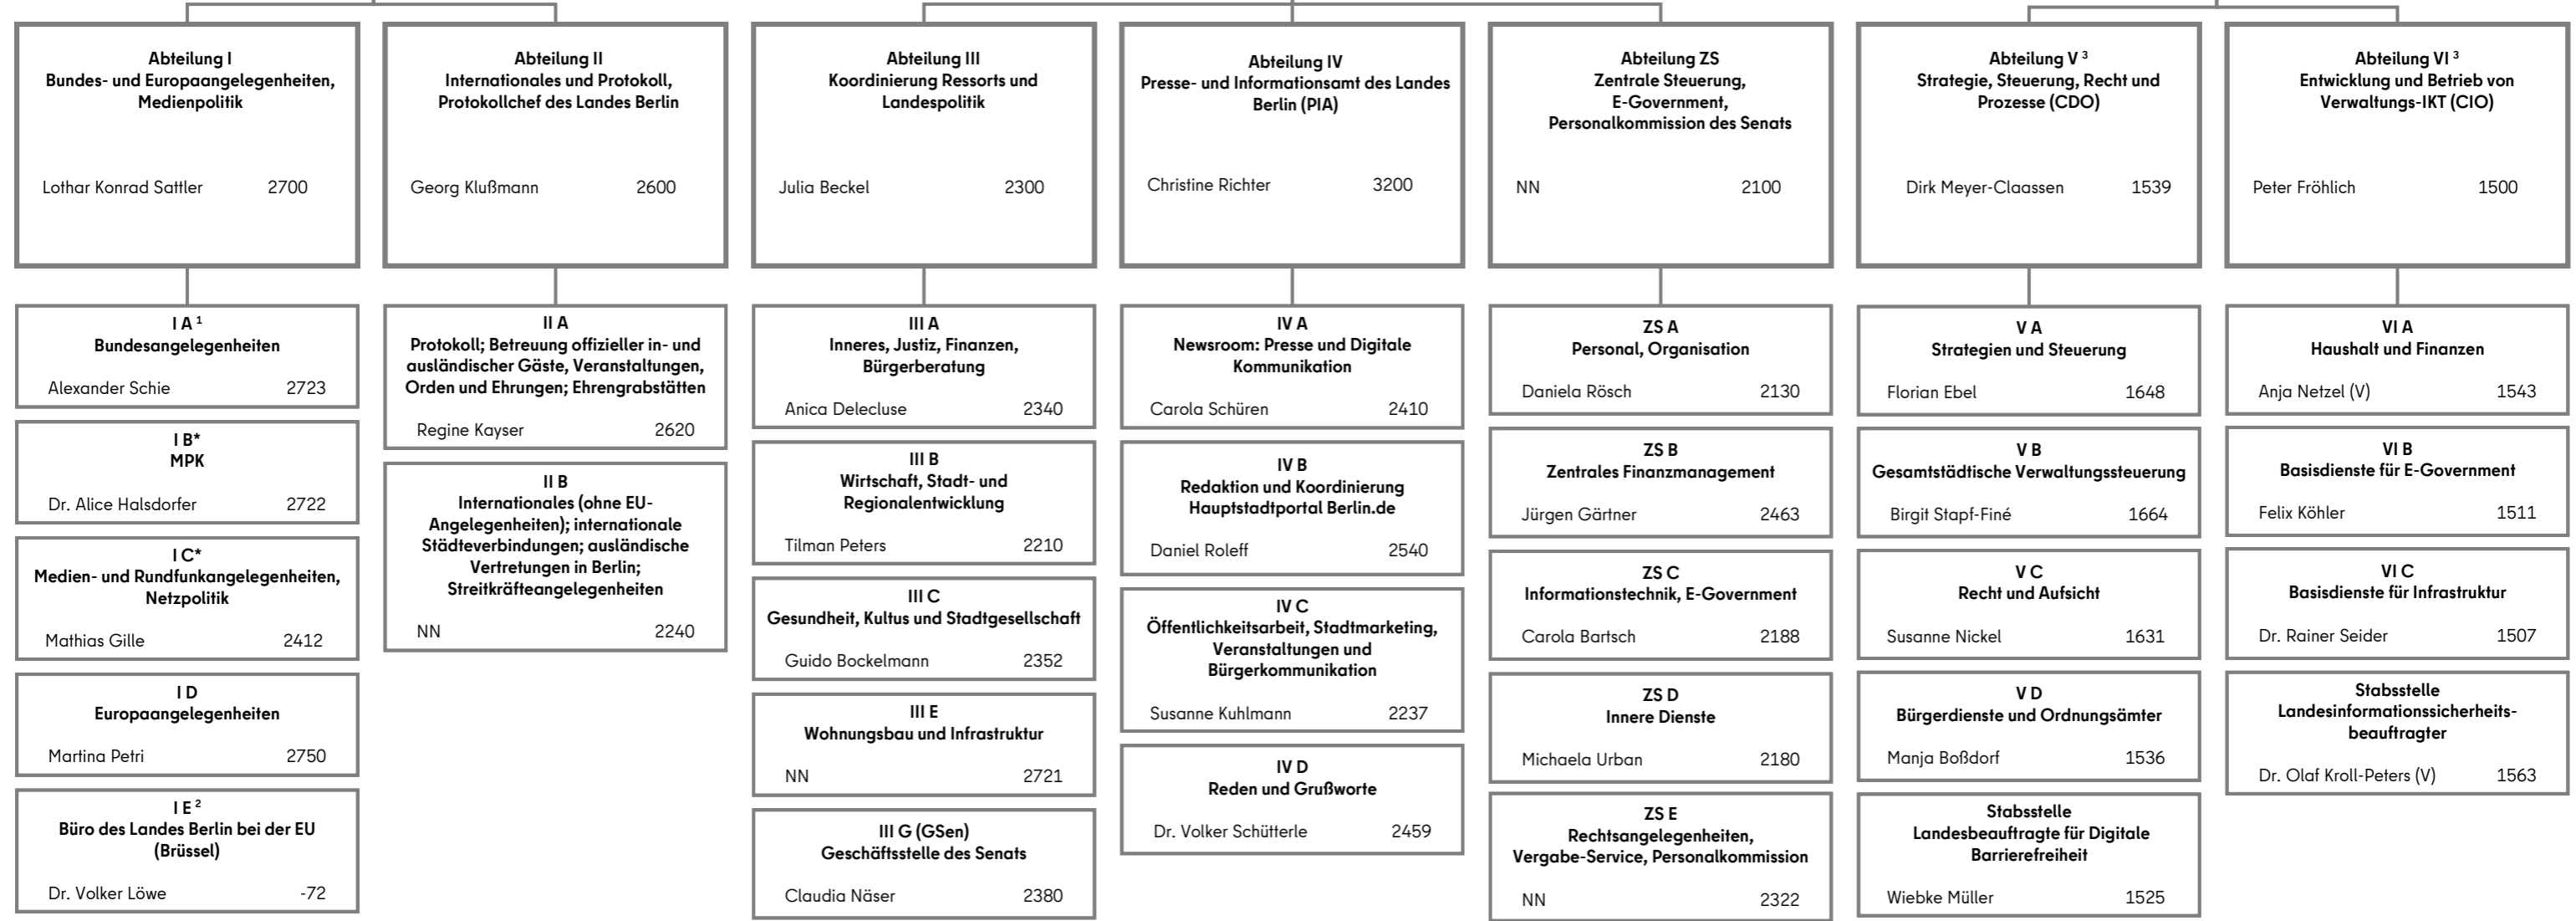 Abteilung I
Bundes- und Europaangelegenheiten,
Medienpolitik
Lothar Konrad Sattler 2700
I A ¹
Bundesangelegenheiten
Alexander Schie 2723
I B*
MPK
Dr. Alice Halsdorfer 2722
I C*
Medien- und Rundfunkangelegenheiten,
Netzpolitik
Mathias Gille 2412
I D
Europaangelegenheiten
Martina Petri 2750
I E ²
Büro des Landes Berlin bei der EU
(Brüssel)
Dr. Volker Löwe -72
Abteilung II
Internationales und Protokoll,
Protokollchef des Landes Berlin
Georg Klußmann 2600
II A
Protokoll; Betreuung offizieller in- und
ausländischer Gäste, Veranstaltungen,
Orden und Ehrungen; Ehrengrabstätten
Regine Kayser 2620
II B
Internationales (ohne EU-
Angelegenheiten); internationale
Städteverbindungen; ausländische
Vertretungen in Berlin;
Streitkräfteangelegenheiten
NN 2240
Abteilung III
Koordinierung Ressorts und
Landespolitik
Julia Beckel 2300
III A
Inneres, Justiz, Finanzen,
Bürgerberatung
Anica Delecluse 2340
III B
Wirtschaft, Stadt- und
Regionalentwicklung
Tilman Peters 2210
III C
Gesundheit, Kultus und Stadtgesellschaft
Guido Bockelmann 2352
III E
Wohnungsbau und Infrastruktur
NN 2721
III G (GSen)
Geschäftsstelle des Senats
Claudia Näser 2380
Abteilung IV
Presse- und Informationsamt des Landes
Berlin (PIA)
Christine Richter 3200
IV A
Newsroom: Presse und Digitale
Kommunikation
Carola Schüren 2410
IV B
Redaktion und Koordinierung
Hauptstadtportal Berlin.de
Daniel Roleff 2540
IV C
Öffentlichkeitsarbeit, Stadtmarketing,
Veranstaltungen und
Bürgerkommunikation
Susanne Kuhlmann 2237
IV D
Reden und Grußworte
Dr. Volker Schütterle 2459
Abteilung ZS
Zentrale Steuerung,
E-Government,
Personalkommission des Senats
NN 2100
ZS A
Personal, Organisation
Daniela Rösch 2130
ZS B
Zentrales Finanzmanagement
Jürgen Gärtner 2463
ZS C
Informationstechnik, E-Government
Carola Bartsch 2188
ZS D
Innere Dienste
Michaela Urban 2180
ZS E
Rechtsangelegenheiten,
Vergabe-Service, Personalkommission
NN 2322
Abteilung V ³
Strategie, Steuerung, Recht und
Prozesse (CDO)
Dirk Meyer-Claassen 1539
V A
Strategien und Steuerung
Florian Ebel 1648
V B
Gesamtstädtische Verwaltungssteuerung
Birgit Stapf-Finé 1664
V C
Recht und Aufsicht
Susanne Nickel 1631
V D
Bürgerdienste und Ordnungsämter
Manja Boßdorf 1536
Stabsstelle
Landesbeauftragte für Digitale
Barrierefreiheit
Wiebke Müller 1525
Abteilung VI ³
Entwicklung und Betrieb von
Verwaltungs-IKT (CIO)
Peter Fröhlich 1500
VI A
Haushalt und Finanzen
Anja Netzel (V) 1543
VI B
Basisdienste für E-Government
Felix Köhler 1511
VI C
Basisdienste für Infrastruktur
Dr. Rainer Seider 1507
Stabsstelle
Landesinformationssicherheits-
beauftragter
Dr. Olaf Kroll-Peters (V) 1563